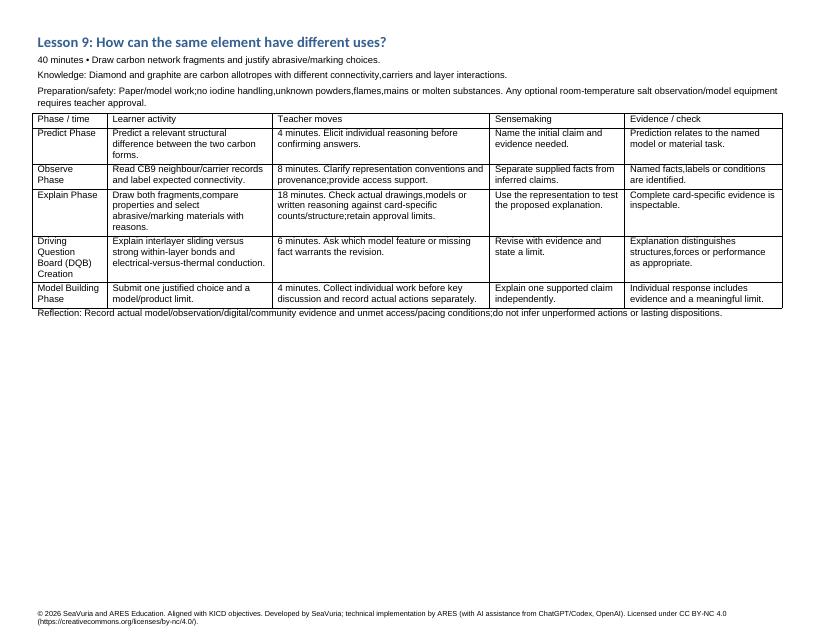 Lesson 9: How can the same element have different uses?
40 minutes • Draw carbon network fragments and justify abrasive/marking choices.
Knowledge: Diamond and graphite are carbon allotropes with different connectivity,carriers and layer interactions.
Preparation/safety: Paper/model work;no iodine handling,unknown powders,flames,mains or molten substances. Any optional room-temperature salt observation/model equipment
requires teacher approval.
Phase / time
Learner activity
Teacher moves
Sensemaking
Evidence / check
Predict Phase
Predict a relevant structural
difference between the two carbon
forms.
4 minutes. Elicit individual reasoning before
confirming answers.
Name the initial claim and
evidence needed.
Prediction relates to the named
model or material task.
Observe
Phase
Read CB9 neighbour/carrier records
and label expected connectivity.
8 minutes. Clarify representation conventions and
provenance;provide access support.
Separate supplied facts from
inferred claims.
Named facts,labels or conditions
are identified.
Explain Phase
Draw both fragments,compare
properties and select
abrasive/marking materials with
reasons.
18 minutes. Check actual drawings,models or
written reasoning against card-specific
counts/structure;retain approval limits.
Use the representation to test
the proposed explanation.
Complete card-specific evidence is
inspectable.
Driving
Question
Board (DQB)
Creation
Explain interlayer sliding versus
strong within-layer bonds and
electrical-versus-thermal conduction.
6 minutes. Ask which model feature or missing
fact warrants the revision.
Revise with evidence and
state a limit.
Explanation distinguishes
structures,forces or performance
as appropriate.
Model Building
Phase
Submit one justified choice and a
model/product limit.
4 minutes. Collect individual work before key
discussion and record actual actions separately.
Explain one supported claim
independently.
Individual response includes
evidence and a meaningful limit.
Reflection: Record actual model/observation/digital/community evidence and unmet access/pacing conditions;do not infer unperformed actions or lasting dispositions.
© 2026 SeaVuria and ARES Education. Aligned with KICD objectives. Developed by SeaVuria; technical implementation by ARES (with AI assistance from ChatGPT/Codex, OpenAI). Licensed under CC BY-NC 4.0
(https://creativecommons.org/licenses/by-nc/4.0/).